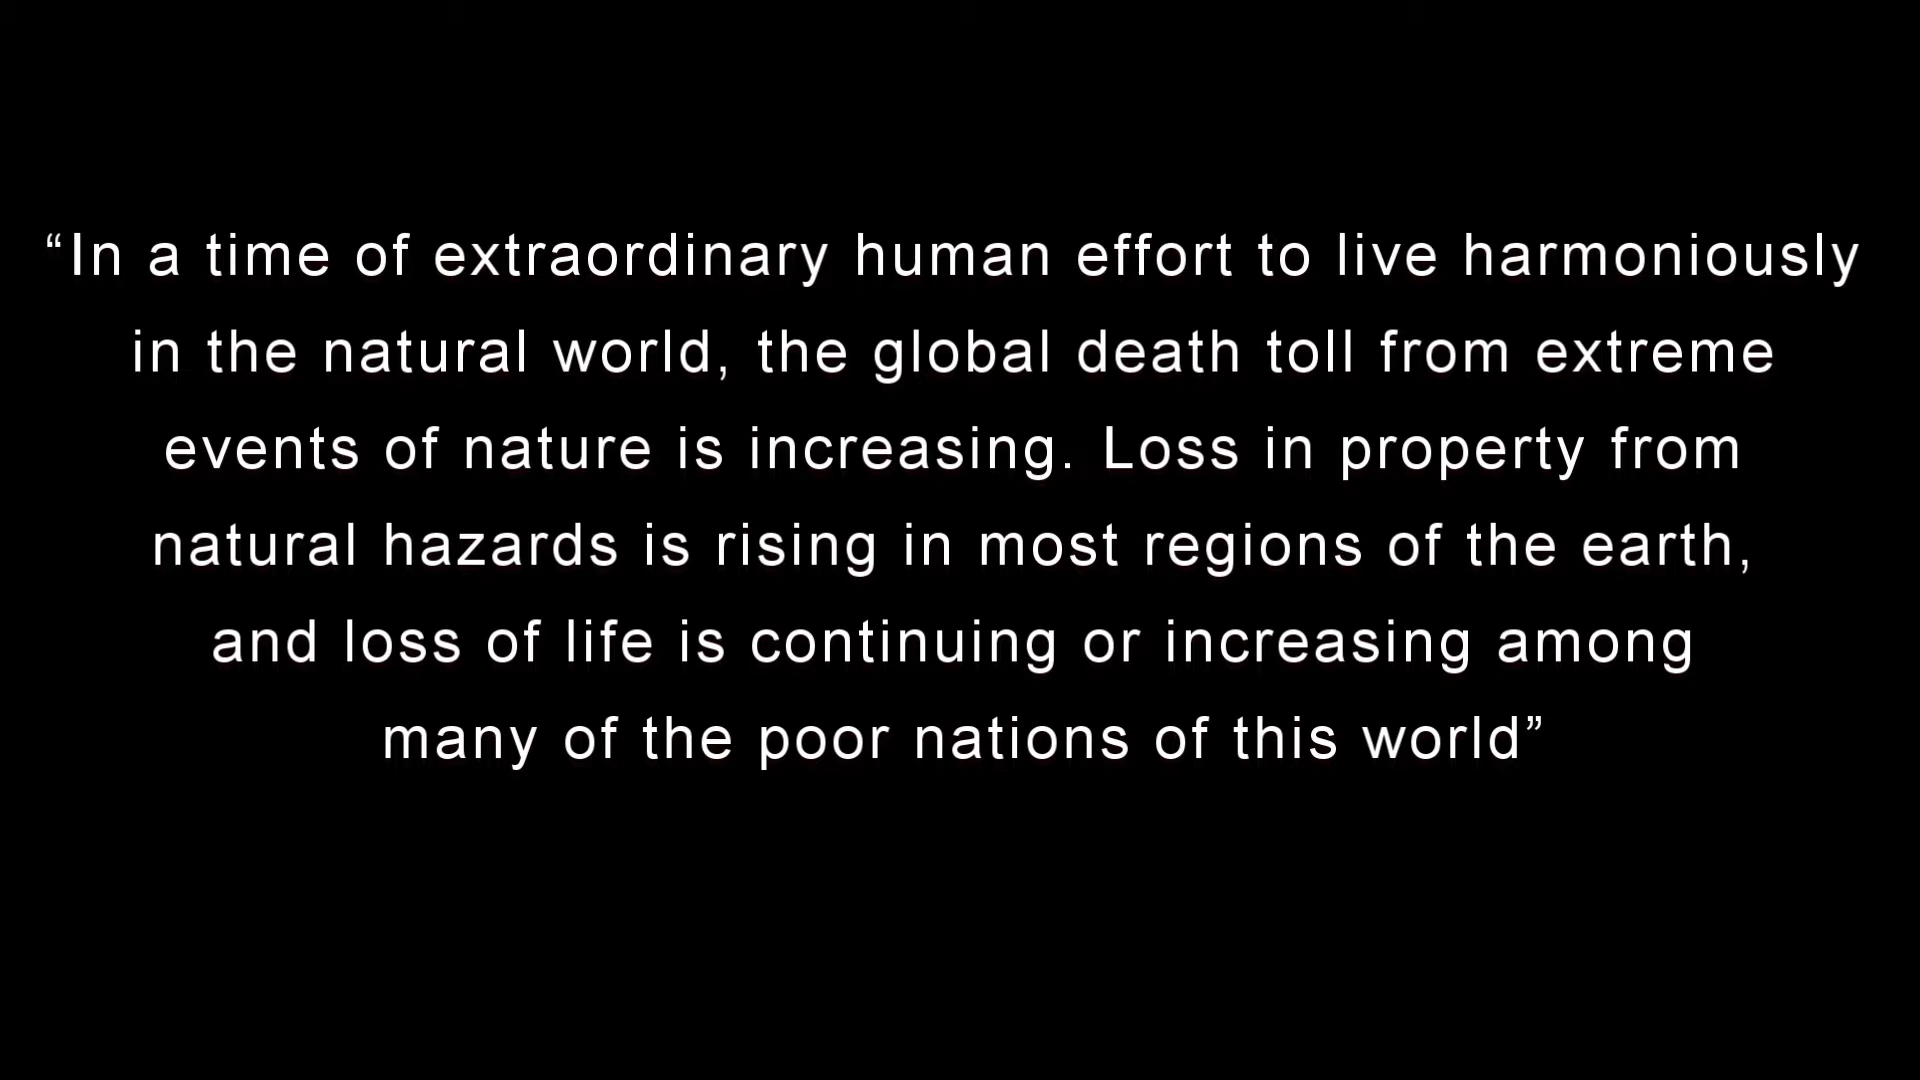 “In a time of extraordinary human effort to live harmoniously
in the natural world, the global death toll from extreme
events of nature is increasing. Loss in property from
natural hazards is rising in most regions of the earth,
and loss of life is continuing or increasing among
many of the poor nations of this world”